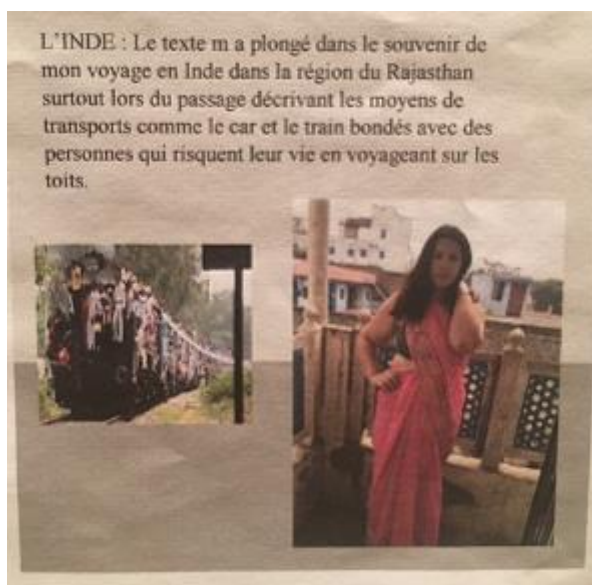 L'INDE : Le texte m a plongé dans le souvenir de
mon voyage en Inde dans la région du Rajasthan
surtout lors du passage décrivant les moyens de
transports comme le car et le train bondés avec des
personnes qui risquent leur vie en voyageant sur les
toits.